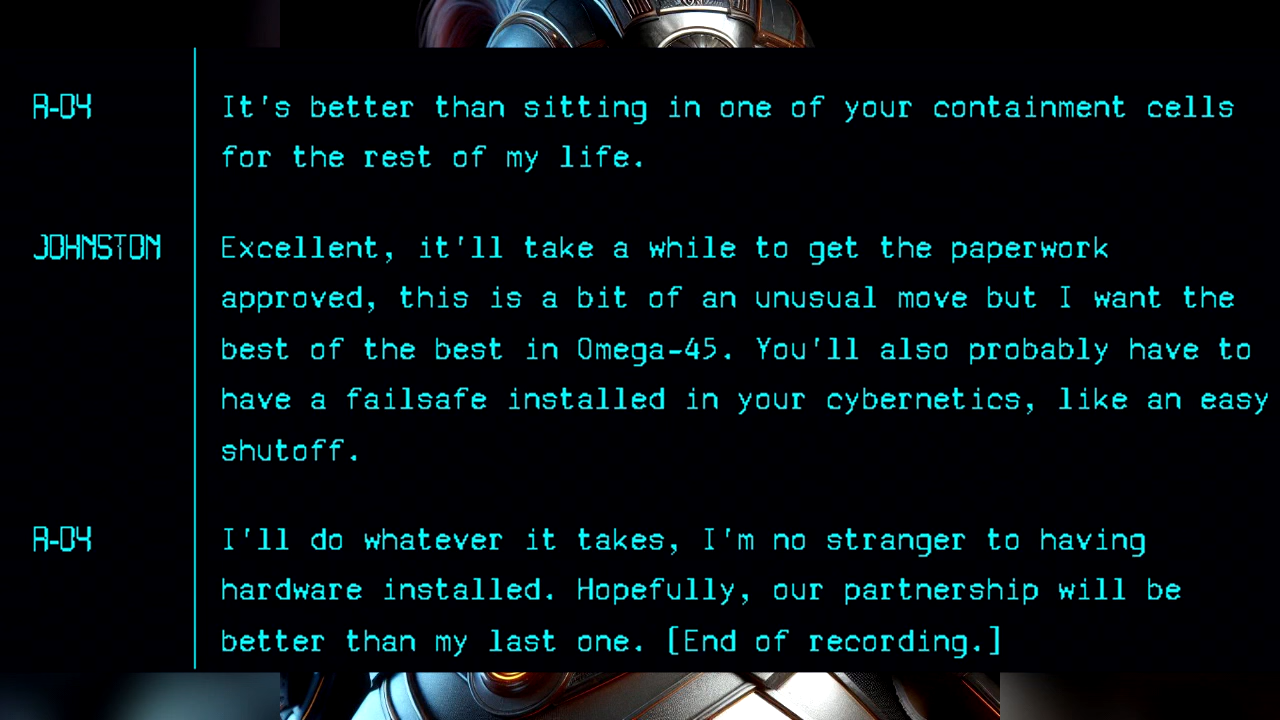 A-04
It's better than sitting in one of your containment cells
for the rest of my life.
JOHNSTON
Excellent, it'll take a while to get the paperwork
approved, this is a bit of an unusual move but I want the
best of the best in Omega-45. You'll also probably have to
have a failsafe installed in your cybernetics, like an easy
shutoff.
A-04
I'll do whatever it takes, I'm no stranger to having
hardware installed. Hopefully, our partnership will be
better than my last one. [End of recording.]